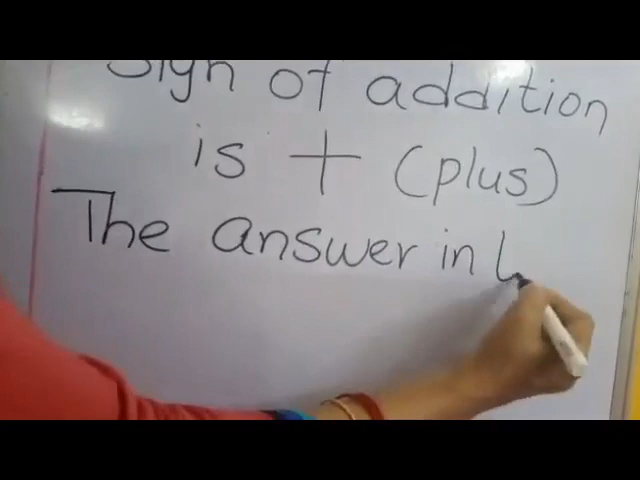 Sign of addition
is + (plus)
The answer in